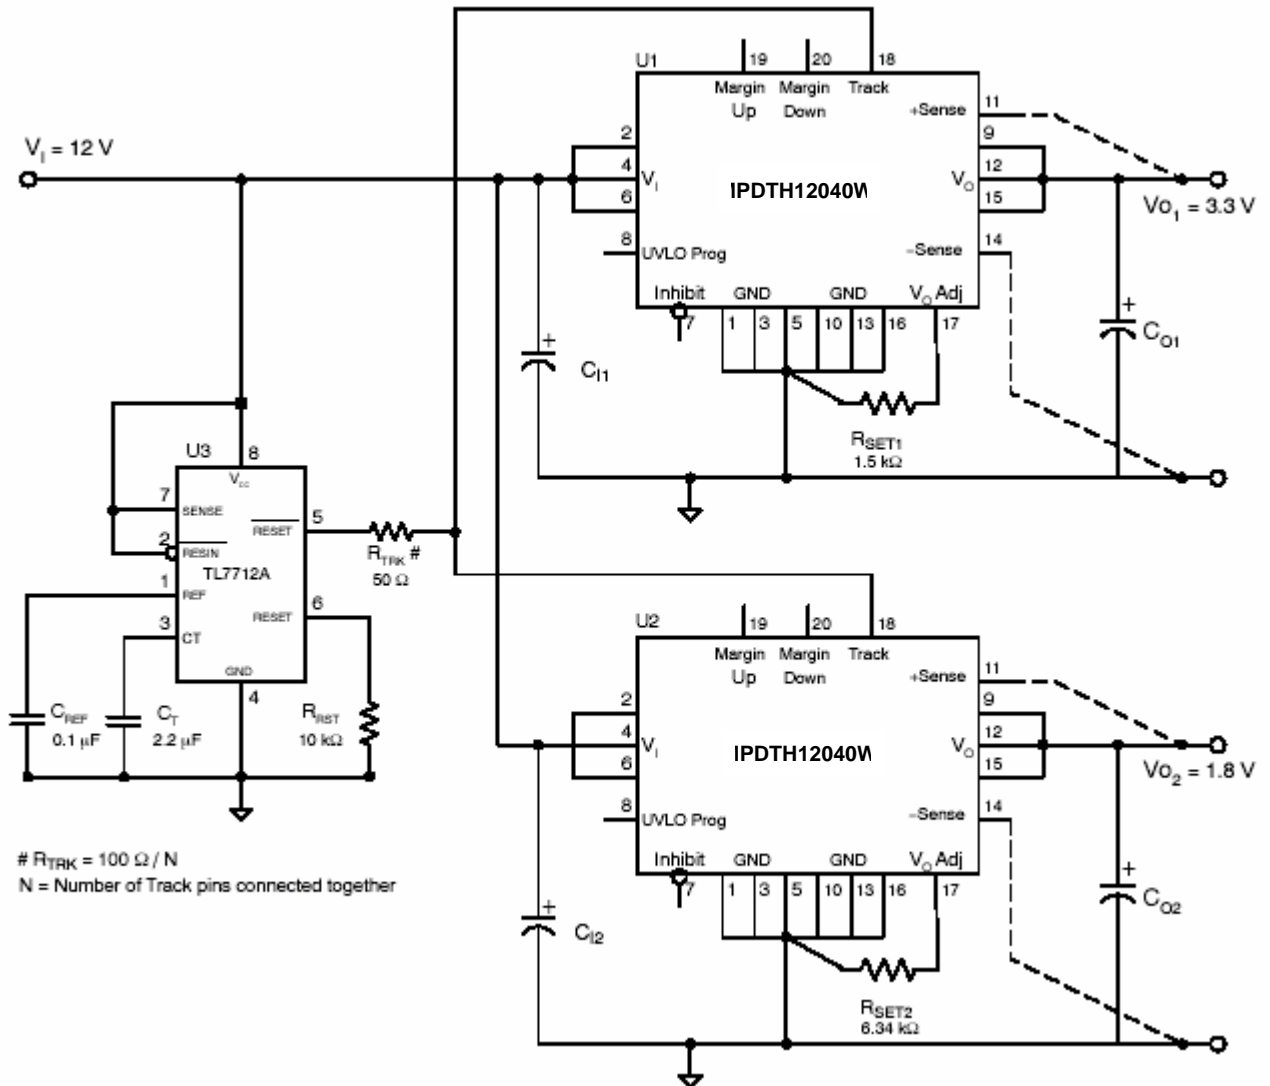 V_I = 12 V
U1
19
20
18
Margin Up
Margin Down
Track
+Sense
11
2
4
6
V_I
IPDTH12040W
V_O
9
12
15
VO_1 = 3.3 V
8
UVLO Prog
–Sense
14
Inhibit
GND
GND
V_O Adj
7
1
3
5
10
13
16
17
+
C_I1
+
C_O1
R_SET1
1.5 kΩ
U3
8
V_CC
7
SENSE
RESET
5
2
RESIN
TL7712A
R_TRK #
50 Ω
1
REF
RESET
6
3
CT
GND
4
C_REF
0.1 µF
C_T
2.2 µF
R_RST
10 kΩ
# R_TRK = 100 Ω / N
N = Number of Track pins connected together
U2
19
20
18
Margin Up
Margin Down
Track
+Sense
11
2
4
6
V_I
IPDTH12040W
V_O
9
12
15
VO_2 = 1.8 V
8
UVLO Prog
–Sense
14
Inhibit
GND
GND
V_O Adj
7
1
3
5
10
13
16
17
+
C_I2
+
C_O2
R_SET2
6.34 kΩ